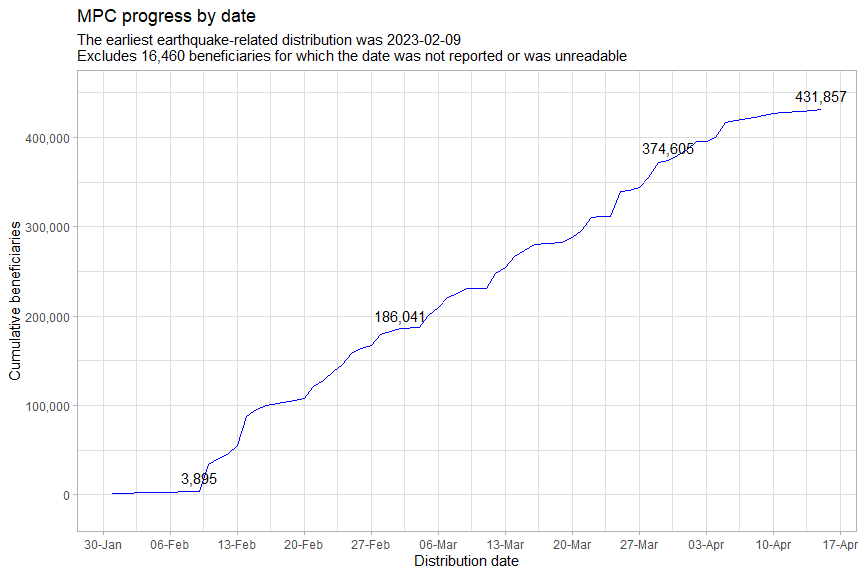 MPC progress by date
The earliest earthquake-related distribution was 2023-02-09
Excludes 16,460 beneficiaries for which the date was not reported or was unreadable
431,857
400,000
374,605
300,000
186,041
200,000
100,000
3,895
0
Cumulative beneficiaries
30-Jan 06-Feb 13-Feb 20-Feb 27-Feb 06-Mar 13-Mar 20-Mar 27-Mar 03-Apr 10-Apr 17-Apr
Distribution date